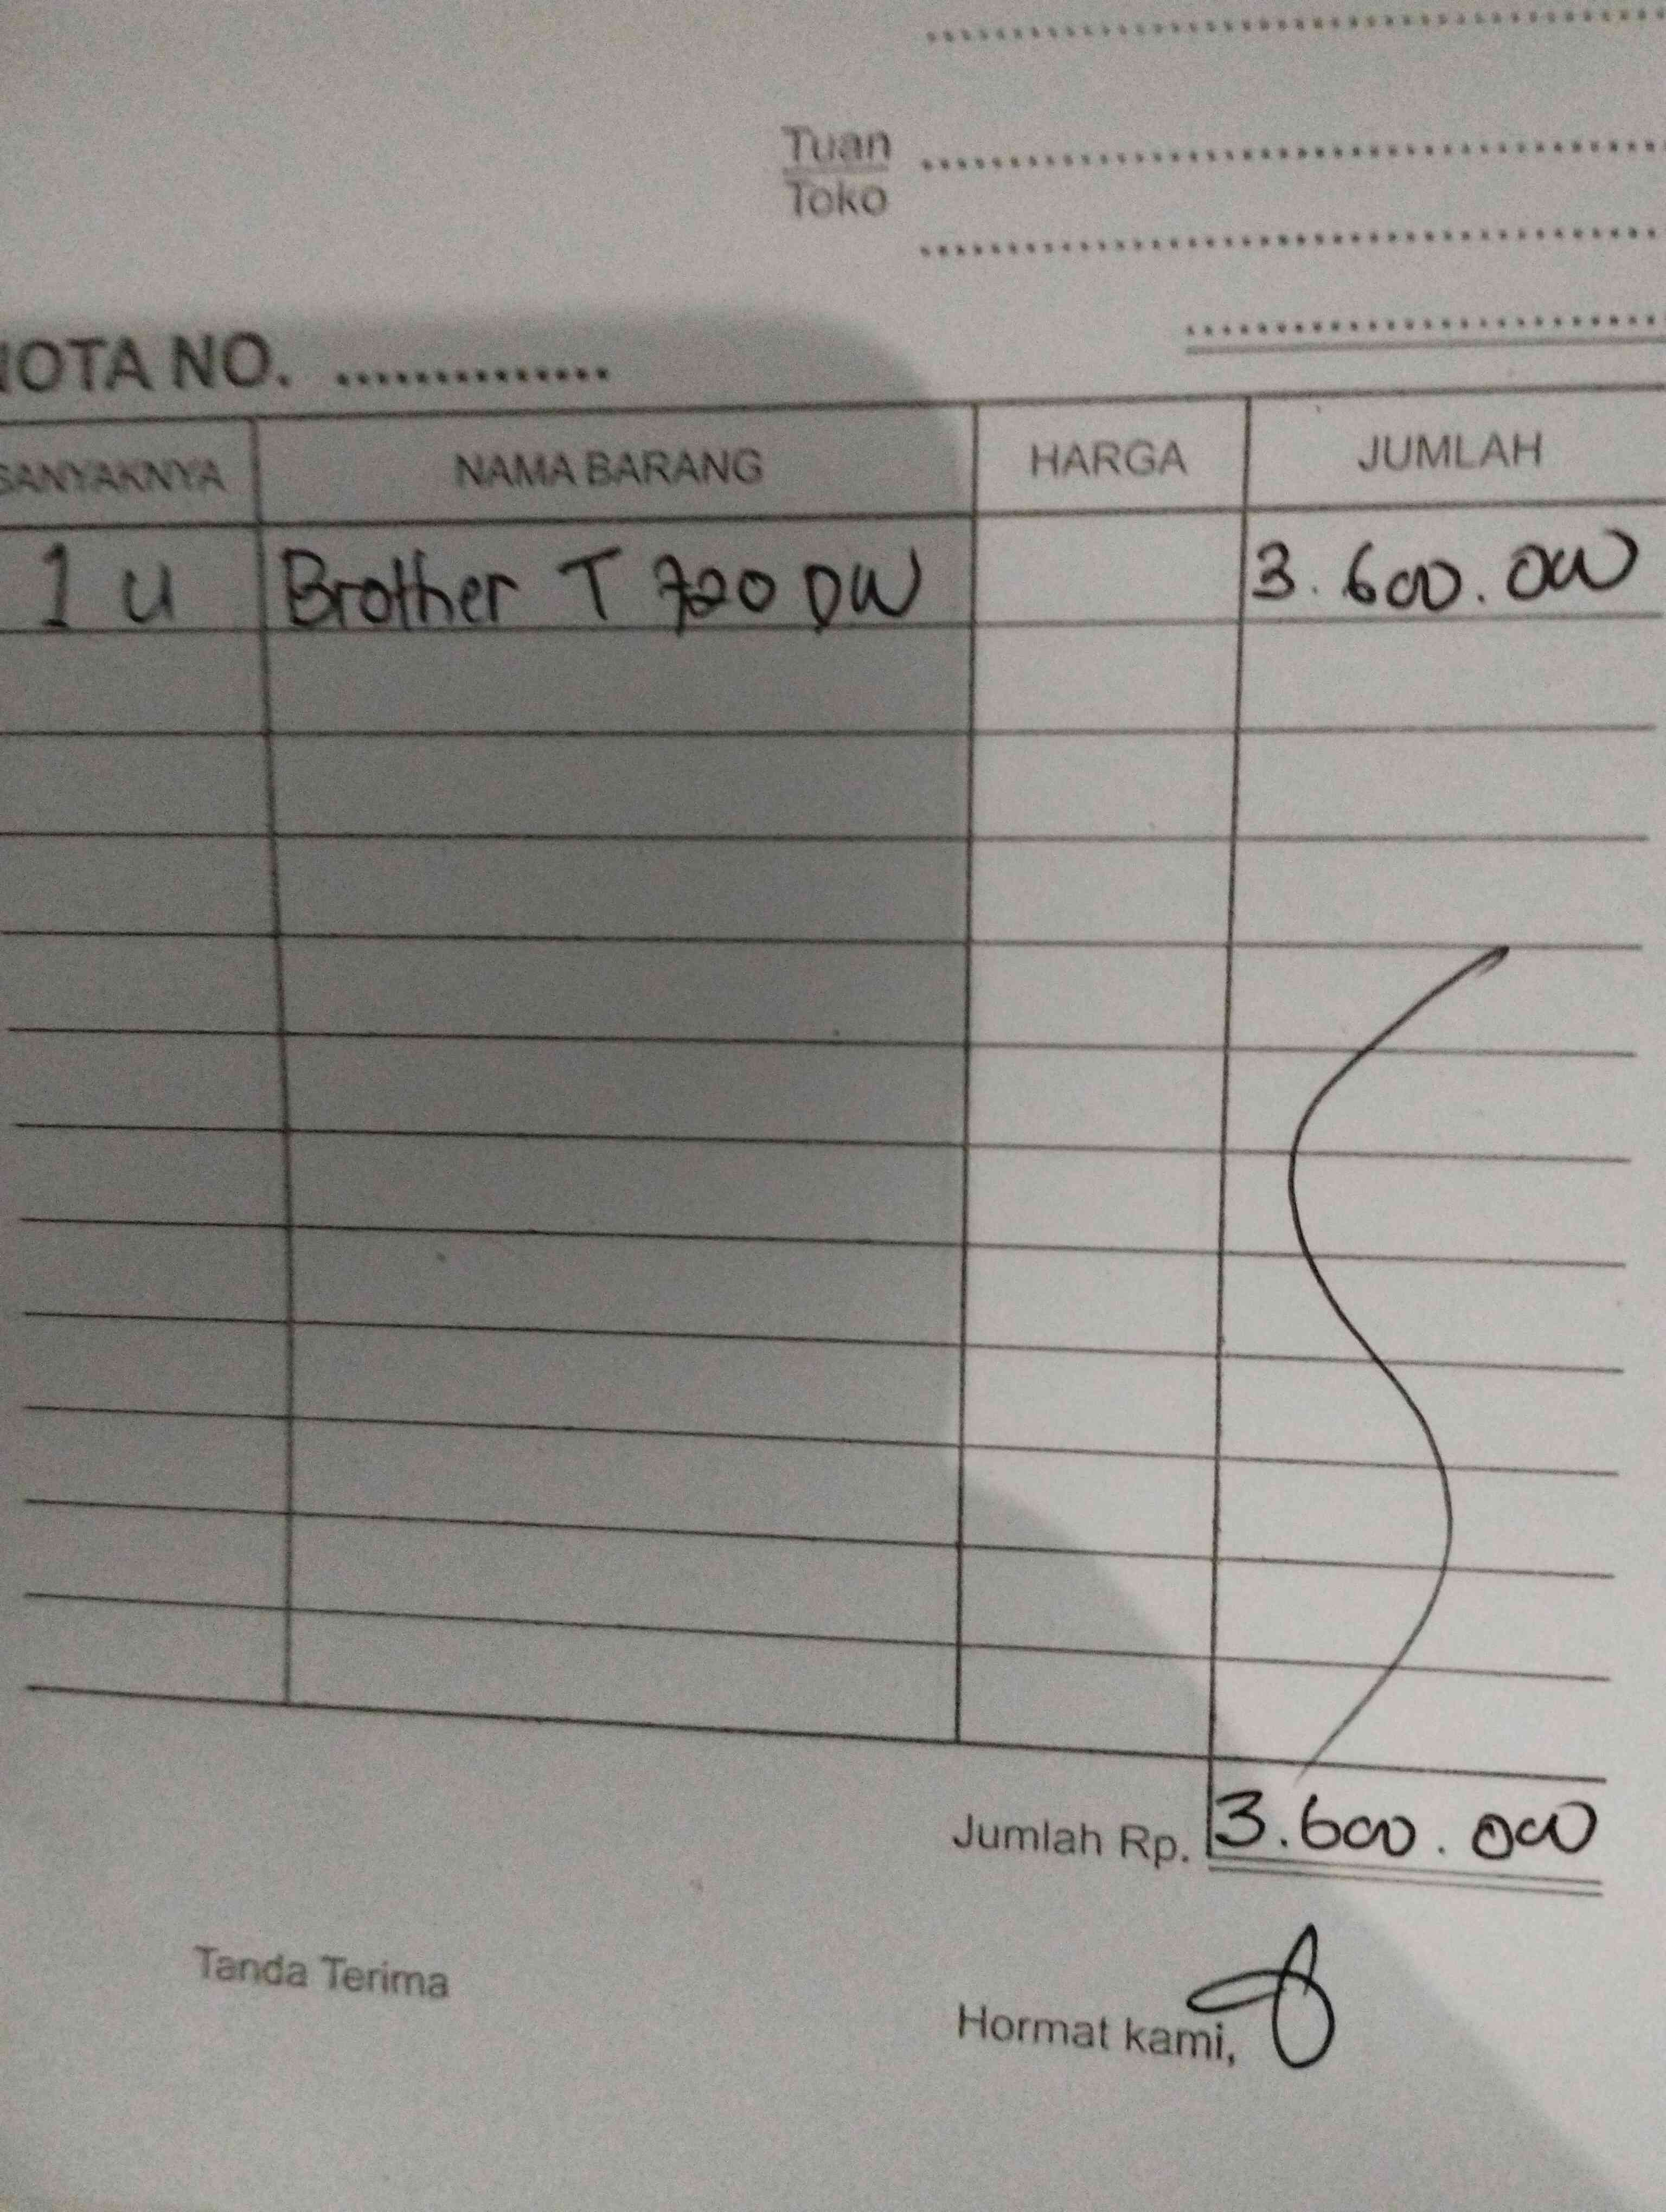 Tuan
Toko
NOTA NO. ..............
BANYAKNYA NAMA BARANG HARGA JUMLAH
1 u Brother T 720 DW 3.600.000
Jumlah Rp. 3.600.000
Tanda Terima
Hormat kami,